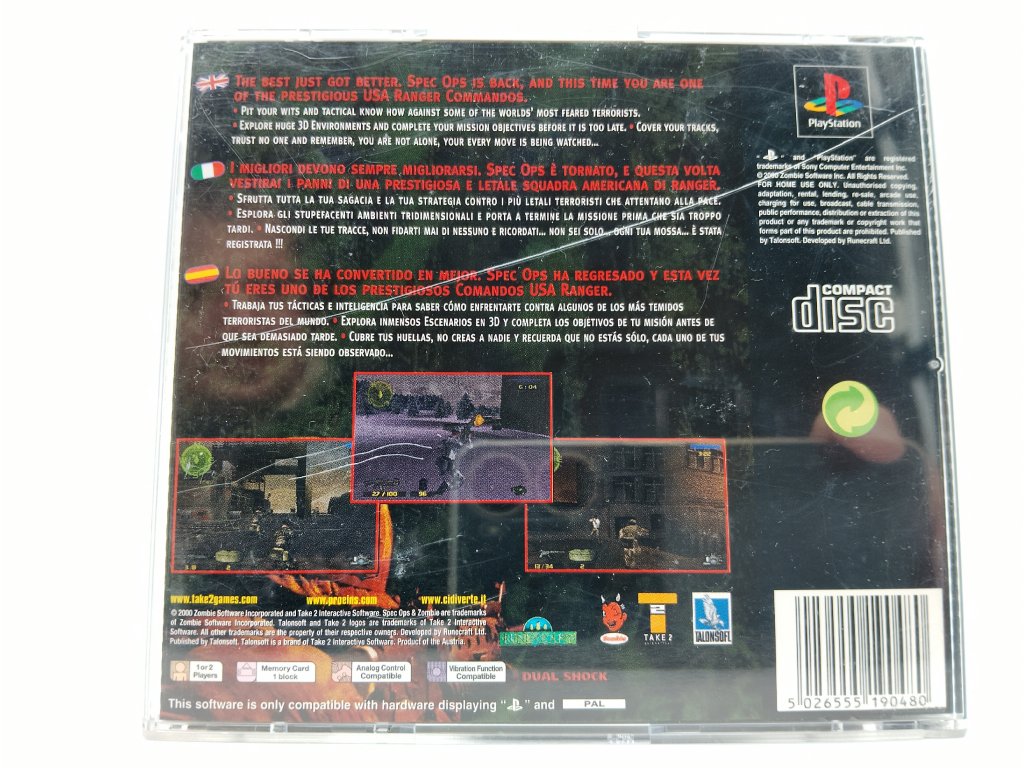 THE BEST JUST GOT BETTER. SPEC OPS IS BACK, AND THIS TIME YOU ARE ONE
OF THE PRESTIGIOUS USA RANGER COMMANDOS.
• PIT YOUR WITS AND TACTICAL KNOW HOW AGAINST SOME OF THE WORLDS' MOST FEARED TERRORISTS.
• EXPLORE HUGE 3D ENVIRONMENTS AND COMPLETE YOUR MISSION OBJECTIVES BEFORE IT IS TOO LATE. • COVER YOUR TRACKS,
TRUST NO ONE AND REMEMBER, YOU ARE NOT ALONE, YOUR EVERY MOVE IS BEING WATCHED...
I MIGLIORI DEVONO SEMPRE MIGLIORARSI. SPEC OPS È TORNATO, E QUESTA VOLTA
VESTIRAI I PANNI DI UNA PRESTIGIOSA E LETALE SQUADRA AMERICANA DI RANGER.
• SFRUTTA TUTTA LA TUA SAGACIA E LA TUA STRATEGIA CONTRO I PIÙ LETALI TERRORISTI CHE ATTENTANO ALLA PACE.
• ESPLORA GLI STUPEFACENTI AMBIENTI TRIDIMENSIONALI E PORTA A TERMINE LA MISSIONE PRIMA CHE SIA TROPPO
TARDI. • NASCONDI LE TUE TRACCE, NON FIDARTI MAI DI NESSUNO E RICORDATI... NON SEI SOLO... OGNI TUA MOSSA... È STATA
REGISTRATA !!!
LO BUENO SE HA CONVERTIDO EN MEJOR. SPEC OPS HA REGRESADO Y ESTA VEZ
TÚ ERES UNO DE LOS PRESTIGIOSOS COMANDOS USA RANGER.
• TRABAJA TUS TÁCTICAS E INTELIGENCIA PARA SABER CÓMO ENFRENTARTE CONTRA ALGUNOS DE LOS MÁS TEMIDOS
TERRORISTAS DEL MUNDO. • EXPLORA INMENSOS ESCENARIOS EN 3D Y COMPLETA LOS OBJETIVOS DE TU MISIÓN ANTES DE
QUE SEA DEMASIADO TARDE. • CUBRE TUS HUELLAS, NO CREAS A NADIE Y RECUERDA QUE NO ESTÁS SÓLO, CADA UNO DE TUS
MOVIMIENTOS ESTÁ SIENDO OBSERVADO...
PlayStation
" " and "PlayStation" are registered
trademarks of Sony Computer Entertainment Inc.
© 2000 Zombie Software Inc. All Rights Reserved.
FOR HOME USE ONLY. Unauthorised copying,
adaptation, rental, lending, re-sale, arcade use,
charging for use, broadcast, cable transmission,
public performance, distribution or extraction of this
product or any trademark or copyright work that
forms part of this product are prohibited. Published
by Talonsoft. Developed by Runecraft Ltd.
COMPACT
disc
6:04
27 / 100 96
3:02
13 / 34 2
www.take2games.com www.proeins.com www.cidiverte.it
© 2000 Zombie Software Incorporated and Take 2 Interactive Software. Spec Ops & Zombie are trademarks
of Zombie Software Incorporated. Talonsoft and Take 2 logos are trademarks of Take 2 Interactive
Software. All other trademarks are the property of their respective owners. Developed by Runecraft Ltd.
Published by Talonsoft. Talonsoft is a brand of Take 2 Interactive Software. Product of the Austria.
RUNECRAFT
Zombie
TAKE 2
INTERACTIVE
TALONSOFT
1 or 2
Players
Memory Card
1 block
Analog Control
Compatible
Vibration Function
Compatible
DUAL SHOCK
This software is only compatible with hardware displaying " " and PAL
5 026555 190480